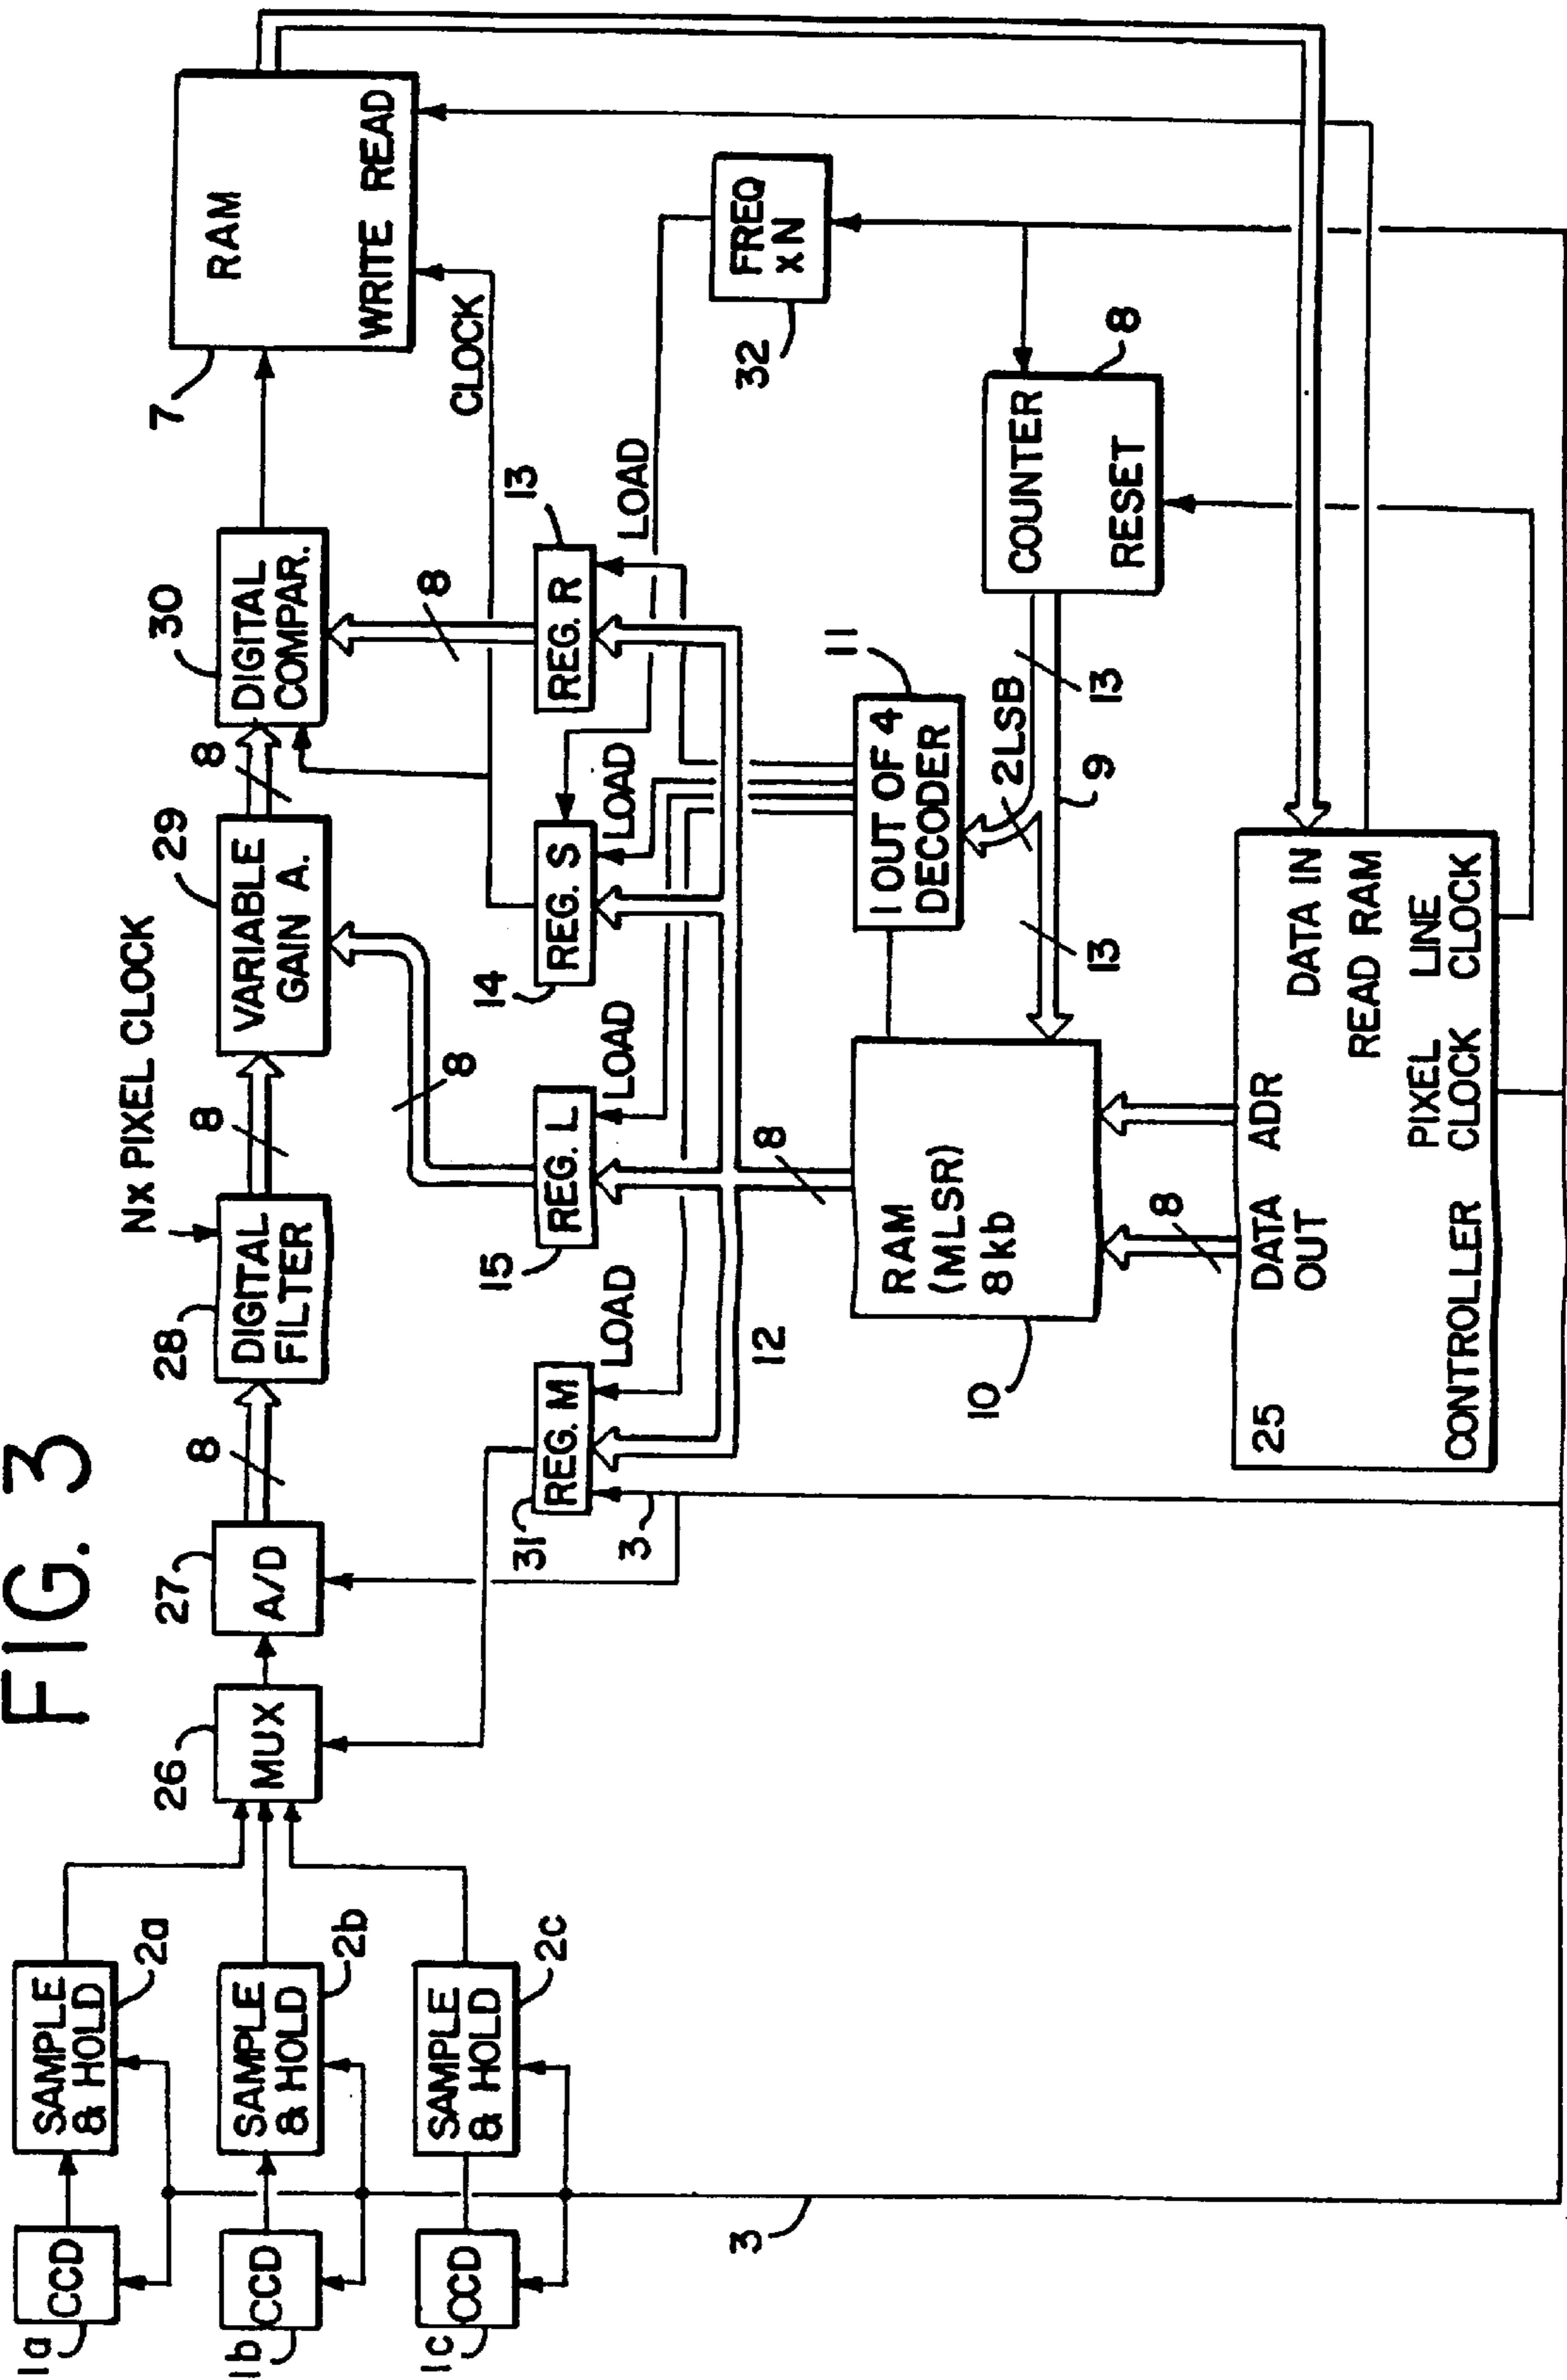 FIG. 3
1a
CCD
SAMPLE
& HOLD
2a
1b
CCD
SAMPLE
& HOLD
2b
1c
CCD
SAMPLE
& HOLD
2c
3
26
MUX
27
A/D
8
28
DIGITAL
FILTER
Nx PIXEL CLOCK
8
29
VARIABLE
GAIN A.
8
30
DIGITAL
COMPAR.
7
RAM
WRITE READ
CLOCK
8
8
31
REG. M
LOAD
3
15
REG. L
LOAD
14
REG. S
LOAD
13
REG. R
LOAD
12
8
32
FREQ
XN
10
RAM
(MLSR)
8kb
11
1 OUT OF 4
DECODER
2LSB
13
9
13
COUNTER
RESET
8
8
25
DATA
OUT
ADR
DATA IN
READ RAM
PIXEL
CLOCK
LINE
CLOCK
CONTROLLER